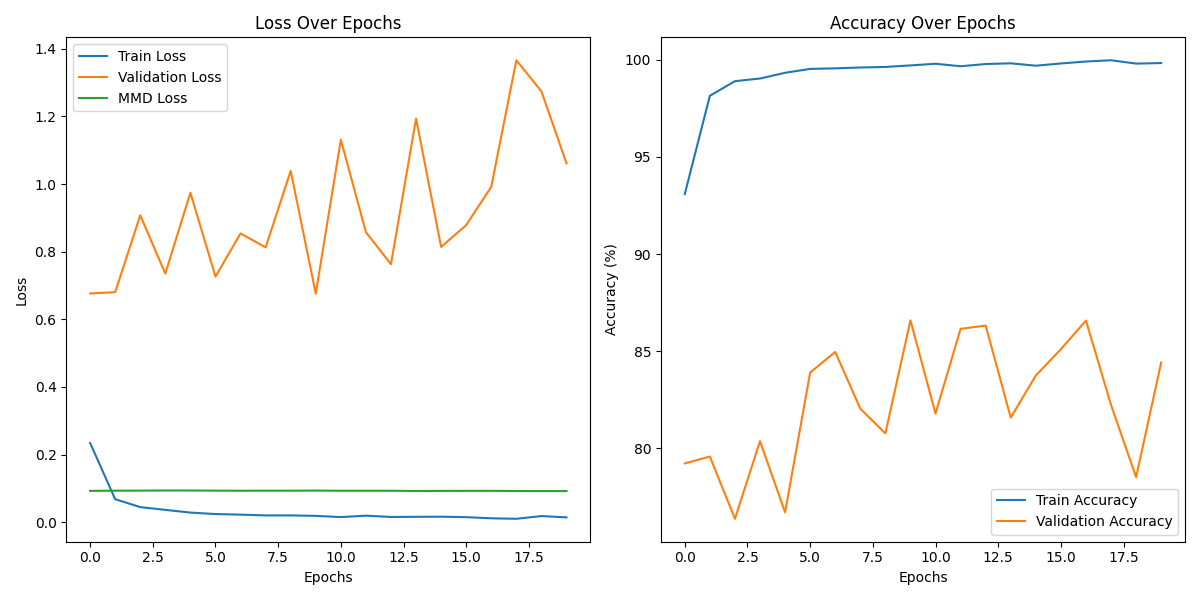 Loss Over Epochs
Train Loss
Validation Loss
MMD Loss
1.4
1.2
1.0
0.8
0.6
0.4
0.2
0.0
Loss
0.0 2.5 5.0 7.5 10.0 12.5 15.0 17.5
Epochs
Accuracy Over Epochs
100
95
90
85
80
Accuracy (%)
Train Accuracy
Validation Accuracy
0.0 2.5 5.0 7.5 10.0 12.5 15.0 17.5
Epochs